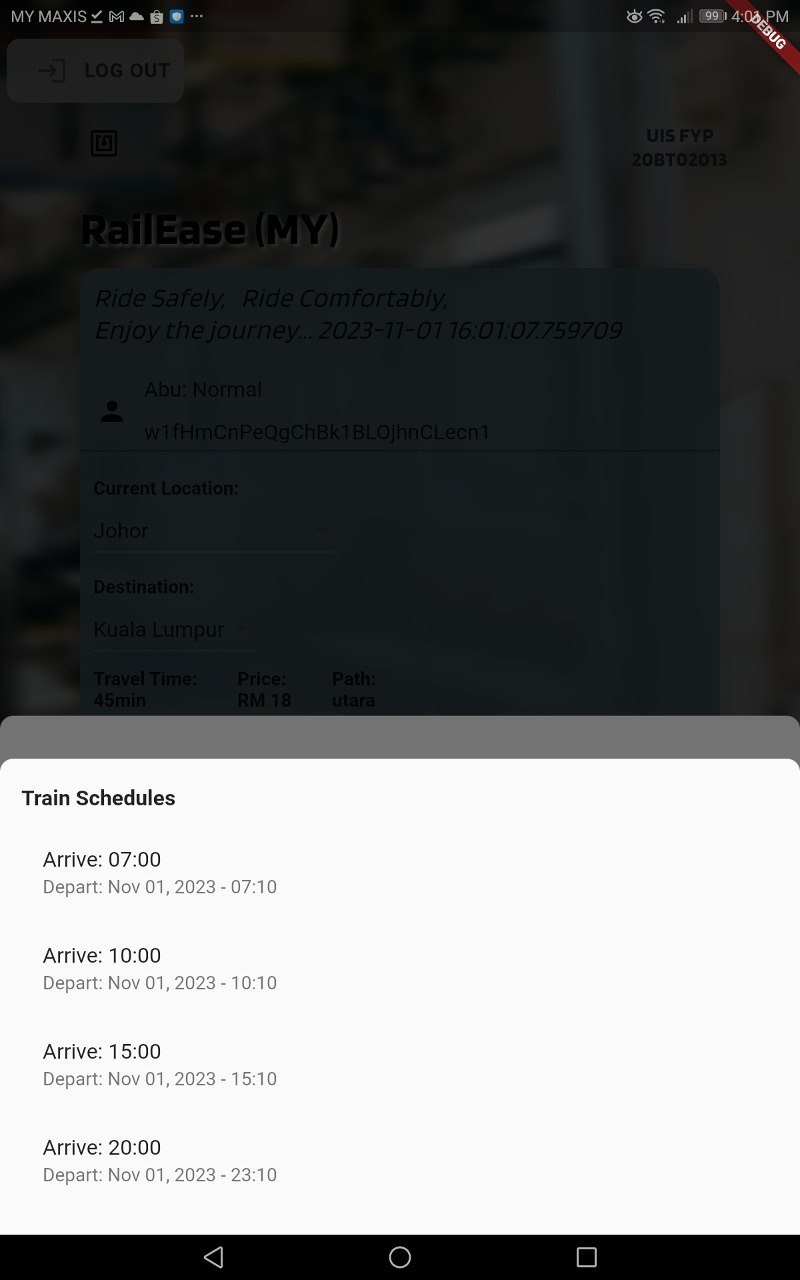 MY MAXIS ... 99 4:01 PM
DEBUG
LOG OUT
UIS FYP
20BT02013
RailEase (MY)
Ride Safely, Ride Comfortably,
Enjoy the journey... 2023-11-01 16:01:07.759709
Abu: Normal
w1fHmCnPeQgChBk1BLOjhnCLecn1
Current Location:
Johor
Destination:
Kuala Lumpur
Travel Time: Price: Path:
45min RM 18 utara
Train Schedules
Arrive: 07:00
Depart: Nov 01, 2023 - 07:10
Arrive: 10:00
Depart: Nov 01, 2023 - 10:10
Arrive: 15:00
Depart: Nov 01, 2023 - 15:10
Arrive: 20:00
Depart: Nov 01, 2023 - 23:10